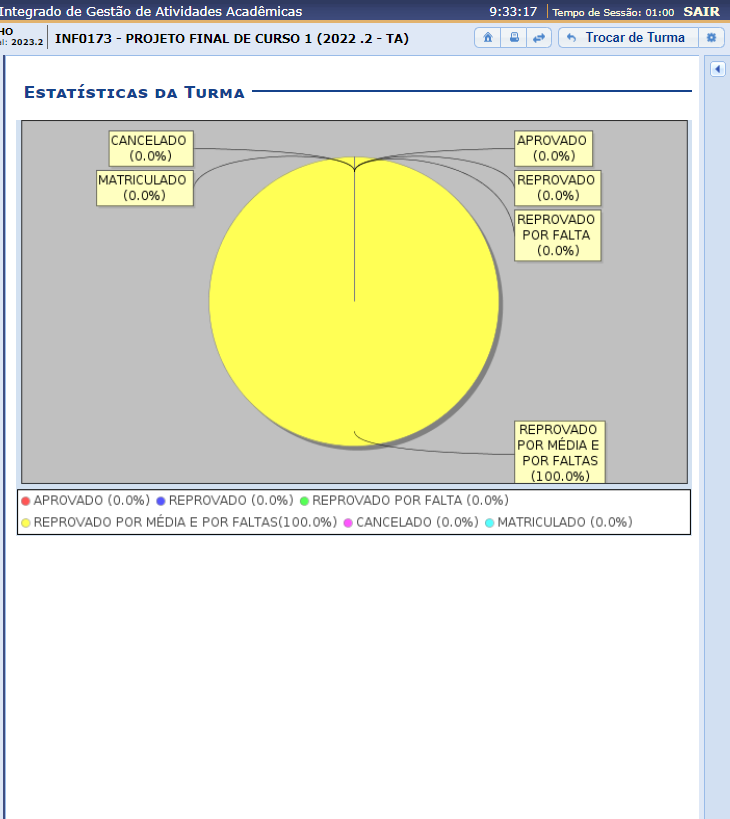 Integrado de Gestão de Atividades Acadêmicas 9:33:17 Tempo de Sessão: 01:00 SAIR
HO
el: 2023.2 INF0173 - PROJETO FINAL DE CURSO 1 (2022 .2 - TA) Trocar de Turma
ESTATÍSTICAS DA TURMA
CANCELADO
(0.0%)
MATRICULADO
(0.0%)
APROVADO
(0.0%)
REPROVADO
(0.0%)
REPROVADO
POR FALTA
(0.0%)
REPROVADO
POR MÉDIA E
POR FALTAS
(100.0%)
APROVADO (0.0%) REPROVADO (0.0%) REPROVADO POR FALTA (0.0%)
REPROVADO POR MÉDIA E POR FALTAS(100.0%) CANCELADO (0.0%) MATRICULADO (0.0%)